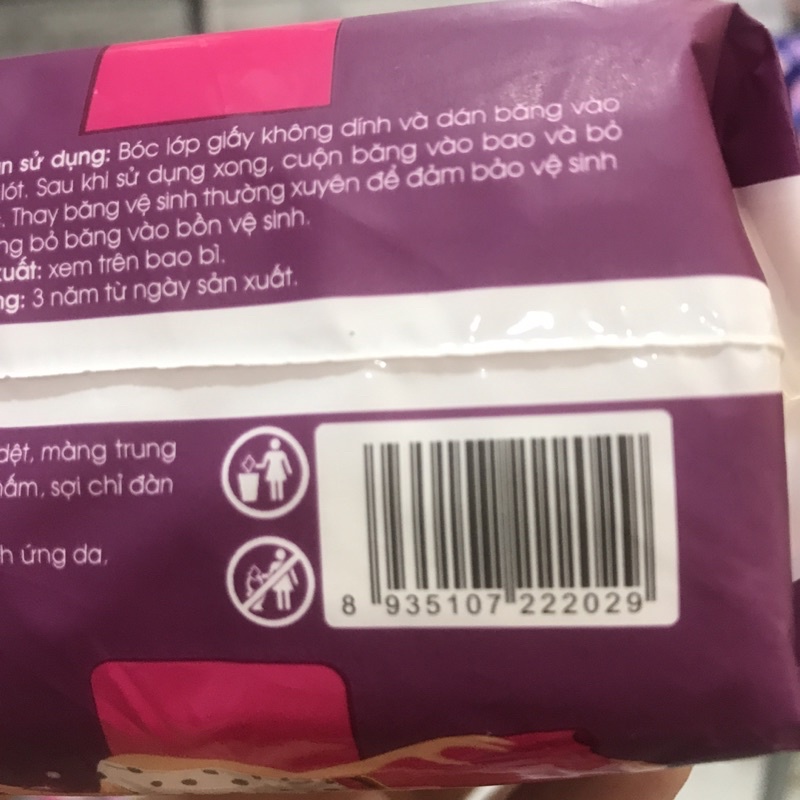 n sử dụng: Bóc lớp giấy không dính và dán băng vào
lót. Sau khi sử dụng xong, cuộn băng vào bao và bỏ
. Thay băng vệ sinh thường xuyên để đảm bảo vệ sinh
ng bỏ băng vào bồn vệ sinh.
xuất: xem trên bao bì.
ng: 3 năm từ ngày sản xuất.
dệt, màng trung
hấm, sợi chỉ đàn
h ứng da,
8 935107 222029